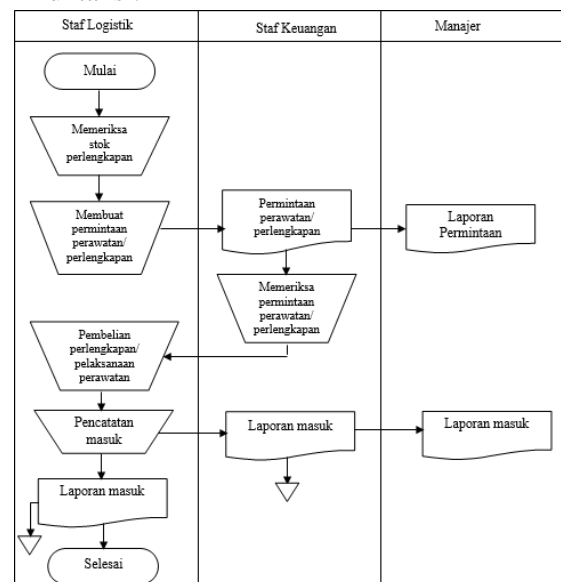 Staf Logistik
Staf Keuangan
Manajer
Mulai
Memeriksa
stok
perlengkapan
Membuat
permintaan
perawatan/
perlengkapan
Permintaan
perawatan/
perlengkapan
Laporan
Permintaan
Memeriksa
permintaan
perawatan/
perlengkapan
Pembelian
perlengkapan/
pelaksanaan
perawatan
Pencatatan
masuk
Laporan masuk
Laporan masuk
Laporan masuk
Selesai